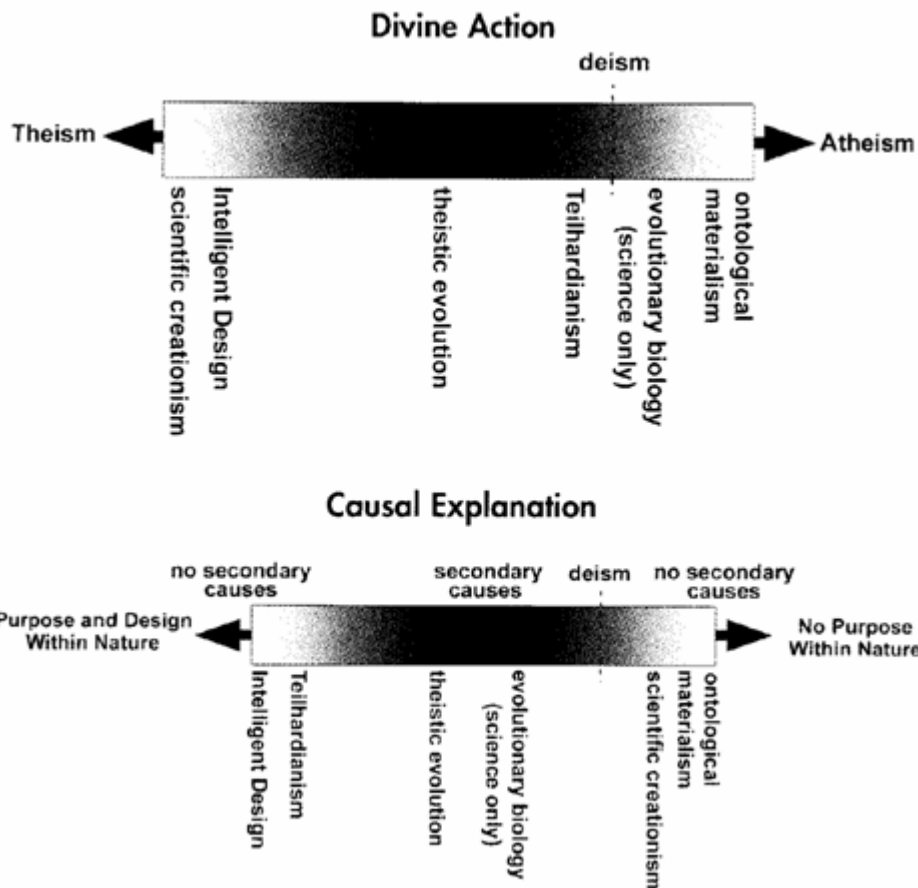 Divine Action
deism
Theism
Atheism
scientific creationism
Intelligent Design
theistic evolution
Teilhardianism
evolutionary biology
(science only)
ontological
materialism
Causal Explanation
no secondary
causes
secondary
causes
deism
no secondary
causes
Purpose and Design
Within Nature
No Purpose
Within Nature
Intelligent Design
Teilhardianism
theistic evolution
evolutionary biology
(science only)
scientific creationism
ontological
materialism